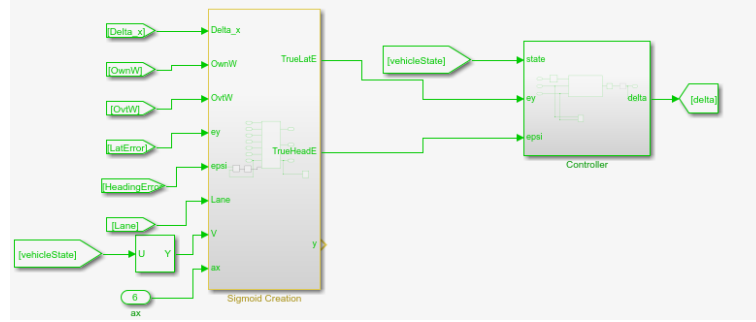 [Delta_x]
[OwnW]
[OvtW]
[LatError]
[HeadingErro
[Lane]
[vehicleState]
U
Y
6
ax
Delta_x
OwnW
OvtW
ey
epsi
Lane
V
ax
TrueLatE
TrueHeadE
y
Sigmoid Creation
[vehicleState]
state
ey
epsi
delta
Controller
[delta]